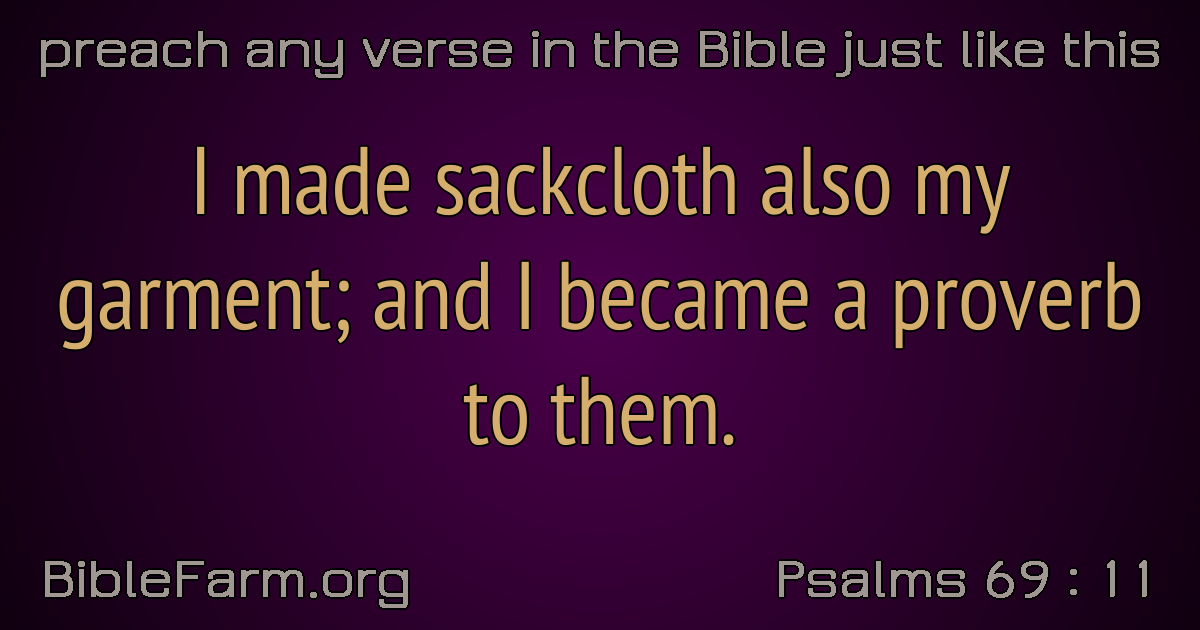 preach any verse in the Bible just like this
I made sackcloth also my
garment; and I became a proverb
to them.
BibleFarm.org
Psalms 69 : 11